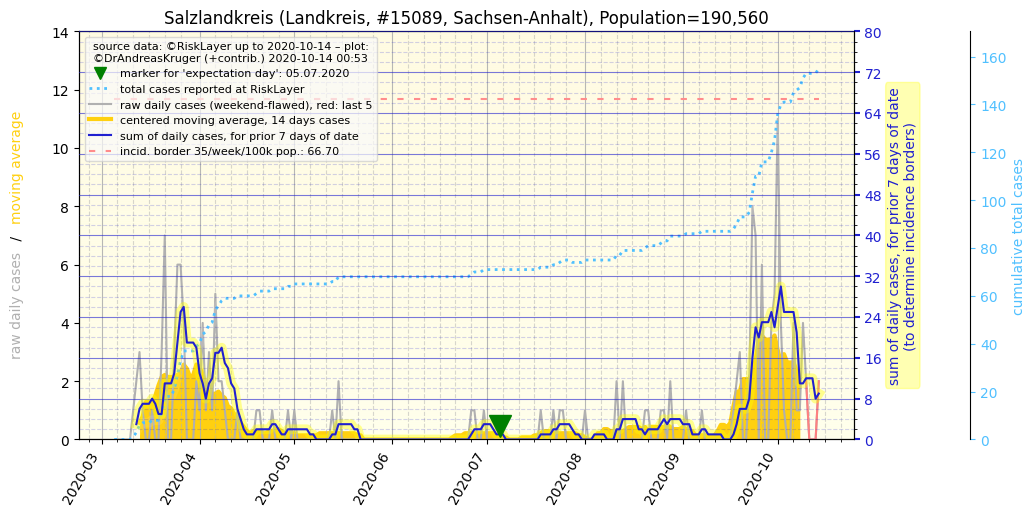 Salzlandkreis (Landkreis, #15089, Sachsen-Anhalt), Population=190,560
source data: ©RiskLayer up to 2020-10-14 – plot:
©DrAndreasKruger (+contrib.) 2020-10-14 00:53
marker for 'expectation day': 05.07.2020
total cases reported at RiskLayer
raw daily cases (weekend-flawed), red: last 5
centered moving average, 14 days cases
sum of daily cases, for prior 7 days of date
incid. border 35/week/100k pop.: 66.70
raw daily cases / moving average
14
12
10
8
6
4
2
0
2020-03
2020-04
2020-05
2020-06
2020-07
2020-08
2020-09
2020-10
80
72
64
56
48
40
32
24
16
8
0
sum of daily cases, for prior 7 days of date
(to determine incidence borders)
160
140
120
100
80
60
40
20
0
cumulative total cases